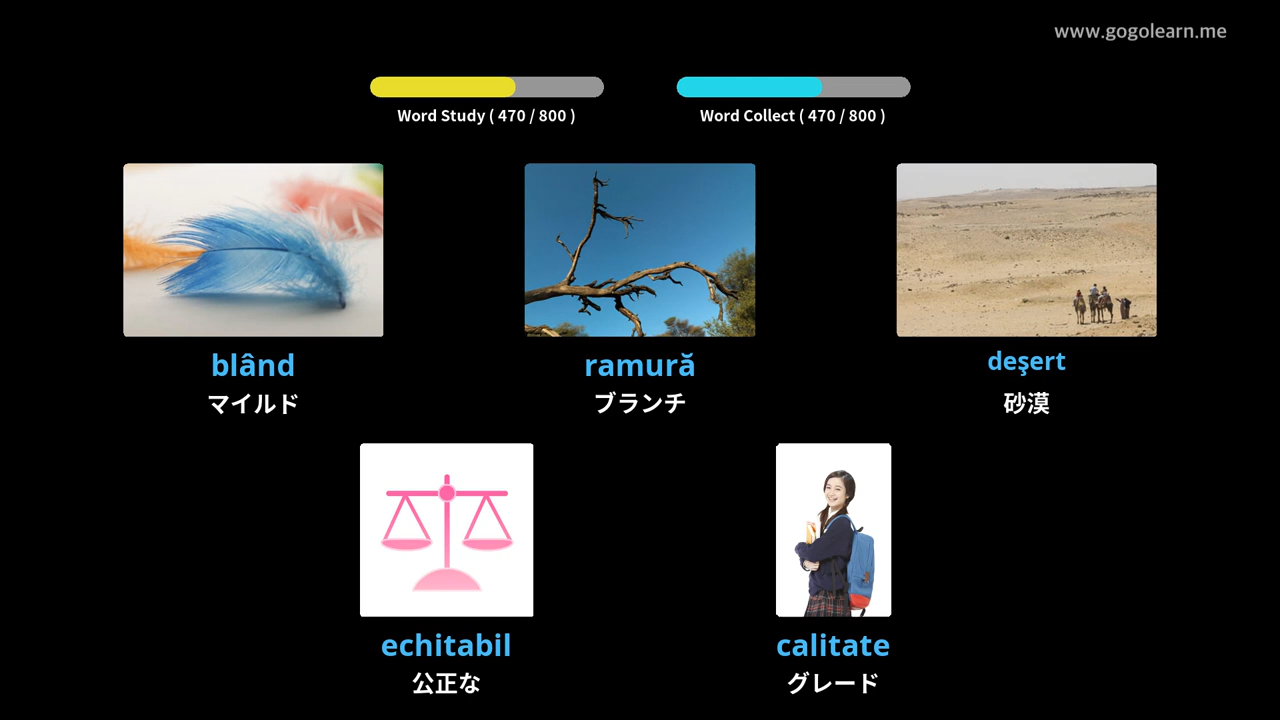 www.gogolearn.me
Word Study ( 470 / 800 )
Word Collect ( 470 / 800 )
blând
マイルド
ramură
ブランチ
deşert
砂漠
echitabil
公正な
calitate
グレード